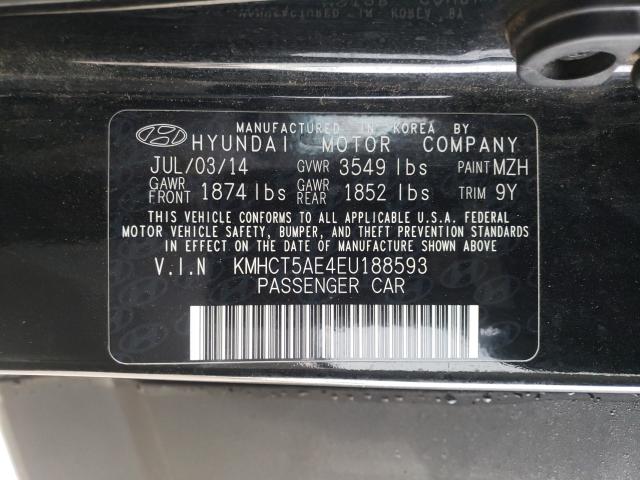 MANUFACTURED IN KOREA BY
HYUNDAI MOTOR COMPANY
JUL/03/14 GVWR 3549 lbs PAINT MZH
GAWR FRONT 1874 lbs GAWR REAR 1852 lbs TRIM 9Y
THIS VEHICLE CONFORMS TO ALL APPLICABLE U.S.A. FEDERAL
MOTOR VEHICLE SAFETY, BUMPER, AND THEFT PREVENTION STANDARDS
IN EFFECT ON THE DATE OF MANUFACTURE SHOWN ABOVE
V.I.N KMHCT5AE4EU188593
PASSENGER CAR